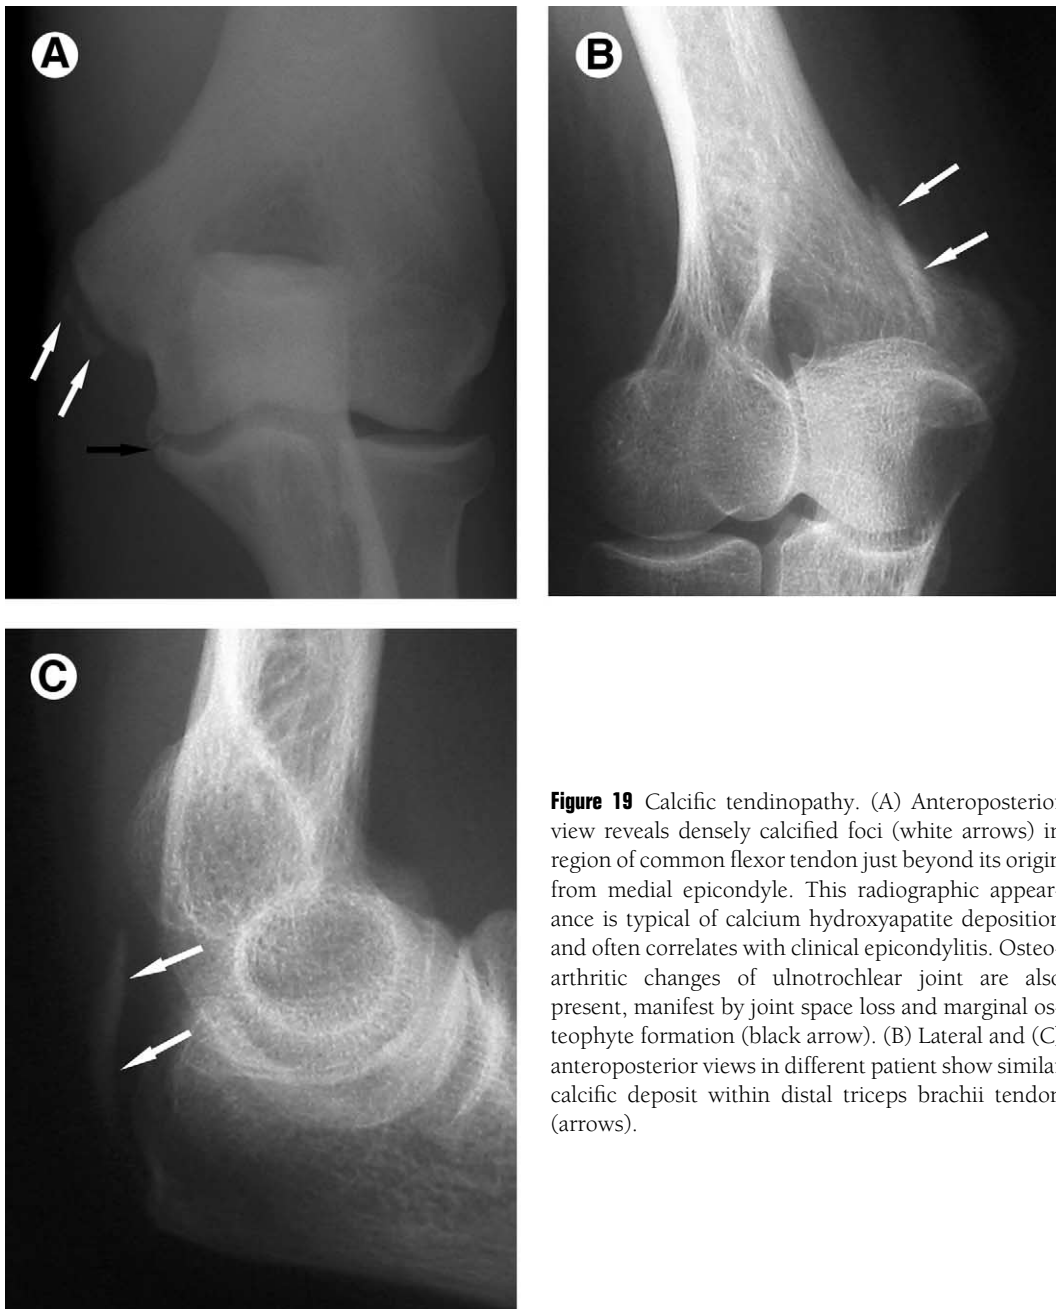 A
B
C
Figure 19 Calcific tendinopathy. (A) Anteroposterior
view reveals densely calcified foci (white arrows) in
region of common flexor tendon just beyond its origin
from medial epicondyle. This radiographic appear-
ance is typical of calcium hydroxyapatite deposition
and often correlates with clinical epicondylitis. Osteo-
arthritic changes of ulnotrochlear joint are also
present, manifest by joint space loss and marginal os-
teophyte formation (black arrow). (B) Lateral and (C)
anteroposterior views in different patient show similar
calcific deposit within distal triceps brachii tendon
(arrows).